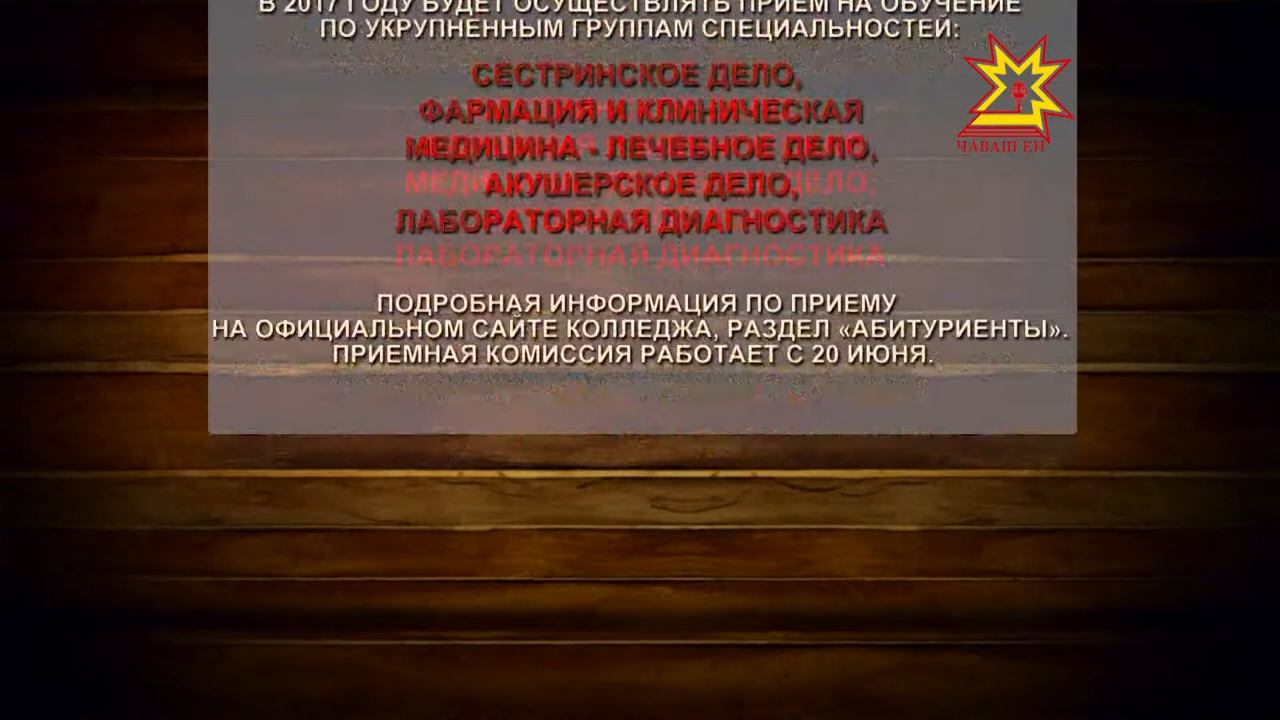 В 2017 ГОДУ БУДЕТ ОСУЩЕСТВЛЯТЬ ПРИЕМ НА ОБУЧЕНИЕ
ПО УКРУПНЕННЫМ ГРУППАМ СПЕЦИАЛЬНОСТЕЙ:
СЕСТРИНСКОЕ ДЕЛО,
ФАРМАЦИЯ И КЛИНИЧЕСКАЯ
МЕДИЦИНА - ЛЕЧЕБНОЕ ДЕЛО,
АКУШЕРСКОЕ ДЕЛО,
ЛАБОРАТОРНАЯ ДИАГНОСТИКА
ПОДРОБНАЯ ИНФОРМАЦИЯ ПО ПРИЕМУ
НА ОФИЦИАЛЬНОМ САЙТЕ КОЛЛЕДЖА, РАЗДЕЛ «АБИТУРИЕНТЫ».
ПРИЕМНАЯ КОМИССИЯ РАБОТАЕТ С 20 ИЮНЯ.
ЧАВАШ ЕН